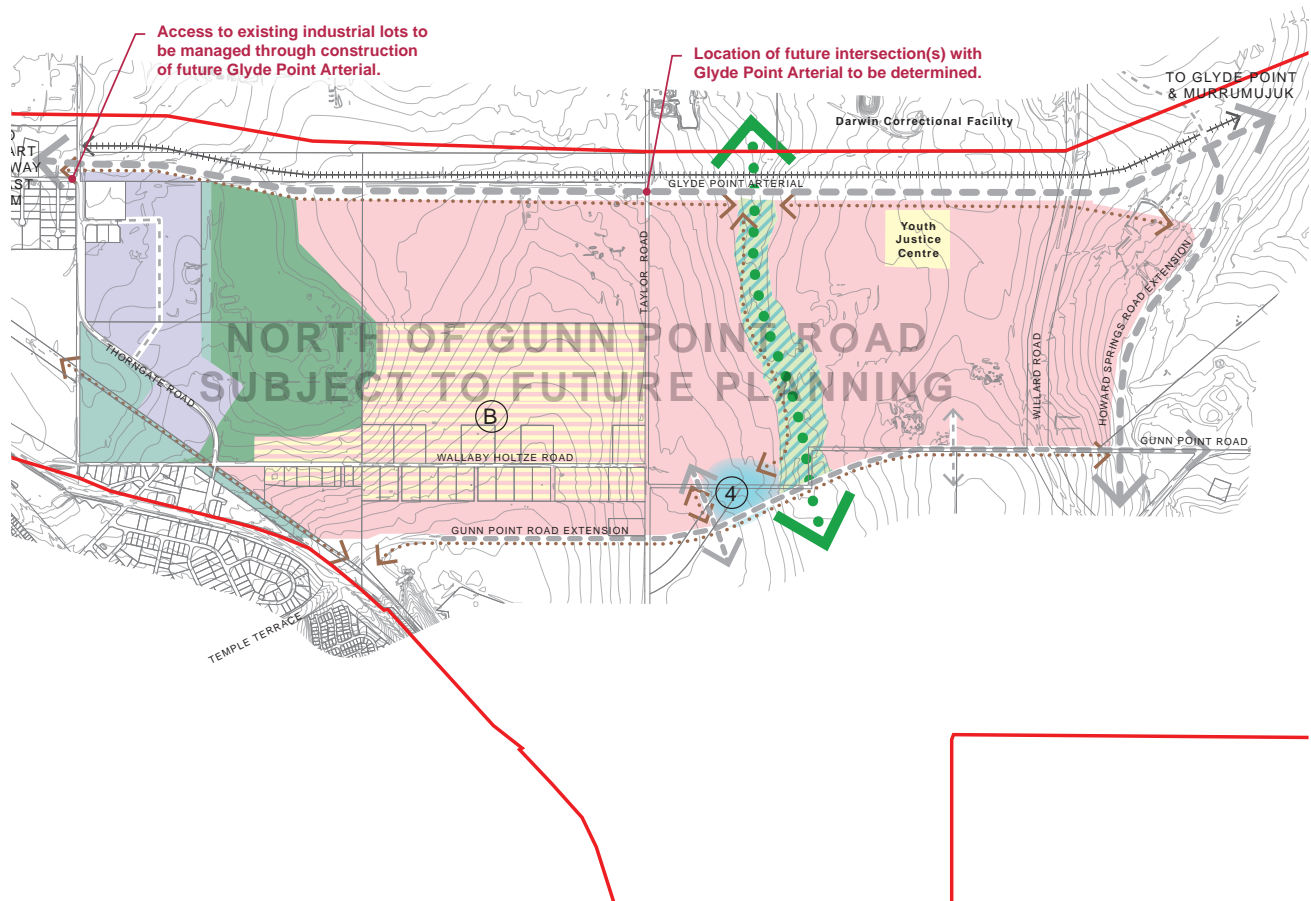 Access to existing industrial lots to
be managed through construction
of future Glyde Point Arterial.
Location of future intersection(s) with
Glyde Point Arterial to be determined.
TO GLYDE POINT
& MURRUMUJUK
Darwin Correctional Facility
GLYDE POINT ARTERIAL
Youth
Justice
Centre
TAYLOR ROAD
HOWARD SPRINGS ROAD EXTENSION
WILLARD ROAD
NORTH OF GUNN POINT ROAD
SUBJECT TO FUTURE PLANNING
THORNGATE ROAD
B
WALLABY HOLTZE ROAD
GUNN POINT ROAD
4
GUNN POINT ROAD EXTENSION
TEMPLE TERRACE